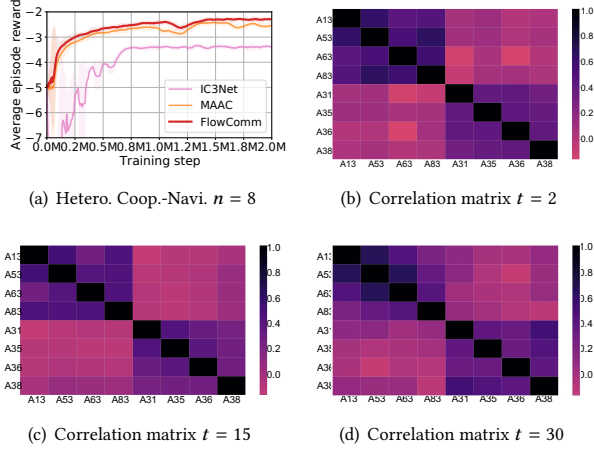 −2
−3
−4
−5
−6
−7
Average episode reward
IC3Net
MAAC
FlowComm
0.0M 0.2M 0.5M 0.8M 1.0M 1.2M 1.5M 1.8M 2.0M
Training step
(a) Hetero. Coop.-Navi. n = 8
A13
A53
A63
A83
A31
A35
A36
A38
A13 A53 A63 A83 A31 A35 A36 A38
1.0
0.8
0.6
0.4
0.2
0.0
(b) Correlation matrix t = 2
A13
A53
A63
A83
A31
A35
A36
A38
A13 A53 A63 A83 A31 A35 A36 A38
1.0
0.8
0.6
0.4
0.2
0.0
(c) Correlation matrix t = 15
A13
A53
A63
A83
A31
A35
A36
A38
A13 A53 A63 A83 A31 A35 A36 A38
1.0
0.8
0.6
0.4
0.2
0.0
(d) Correlation matrix t = 30